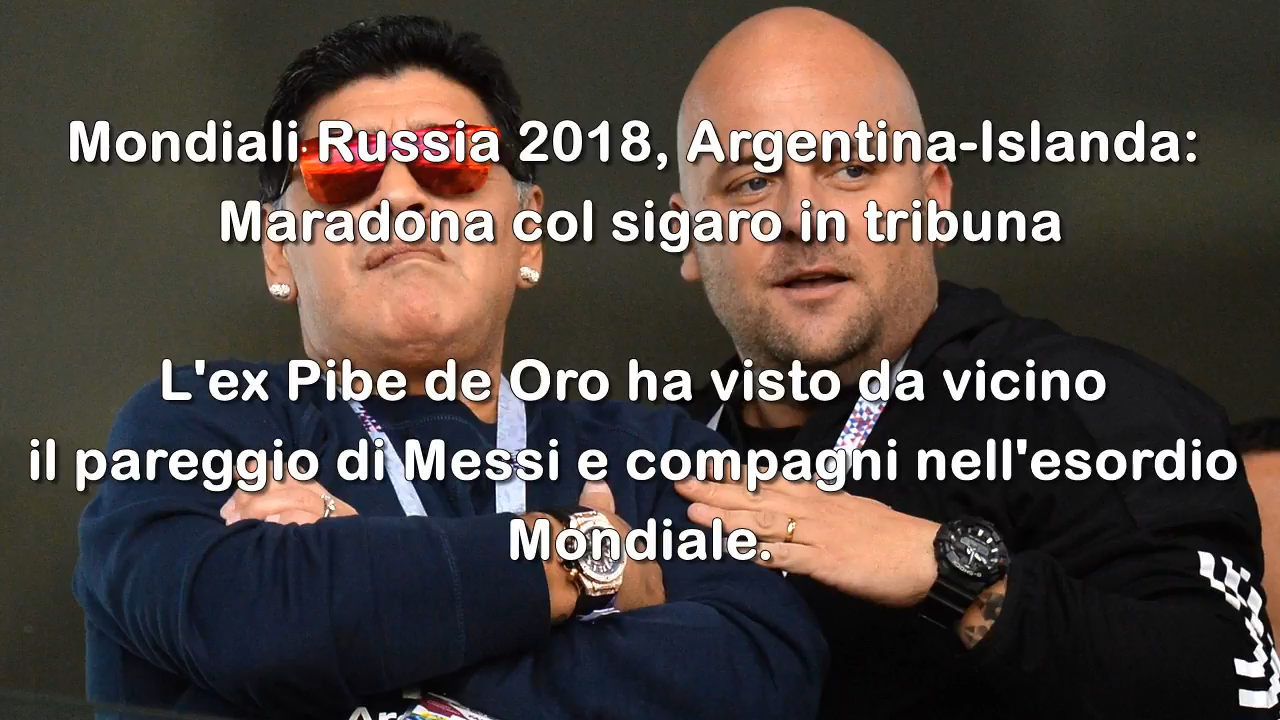 Mondiali Russia 2018, Argentina-Islanda:
Maradona col sigaro in tribuna
L'ex Pibe de Oro ha visto da vicino
il pareggio di Messi e compagni nell'esordio
Mondiale.
G-SHOCK